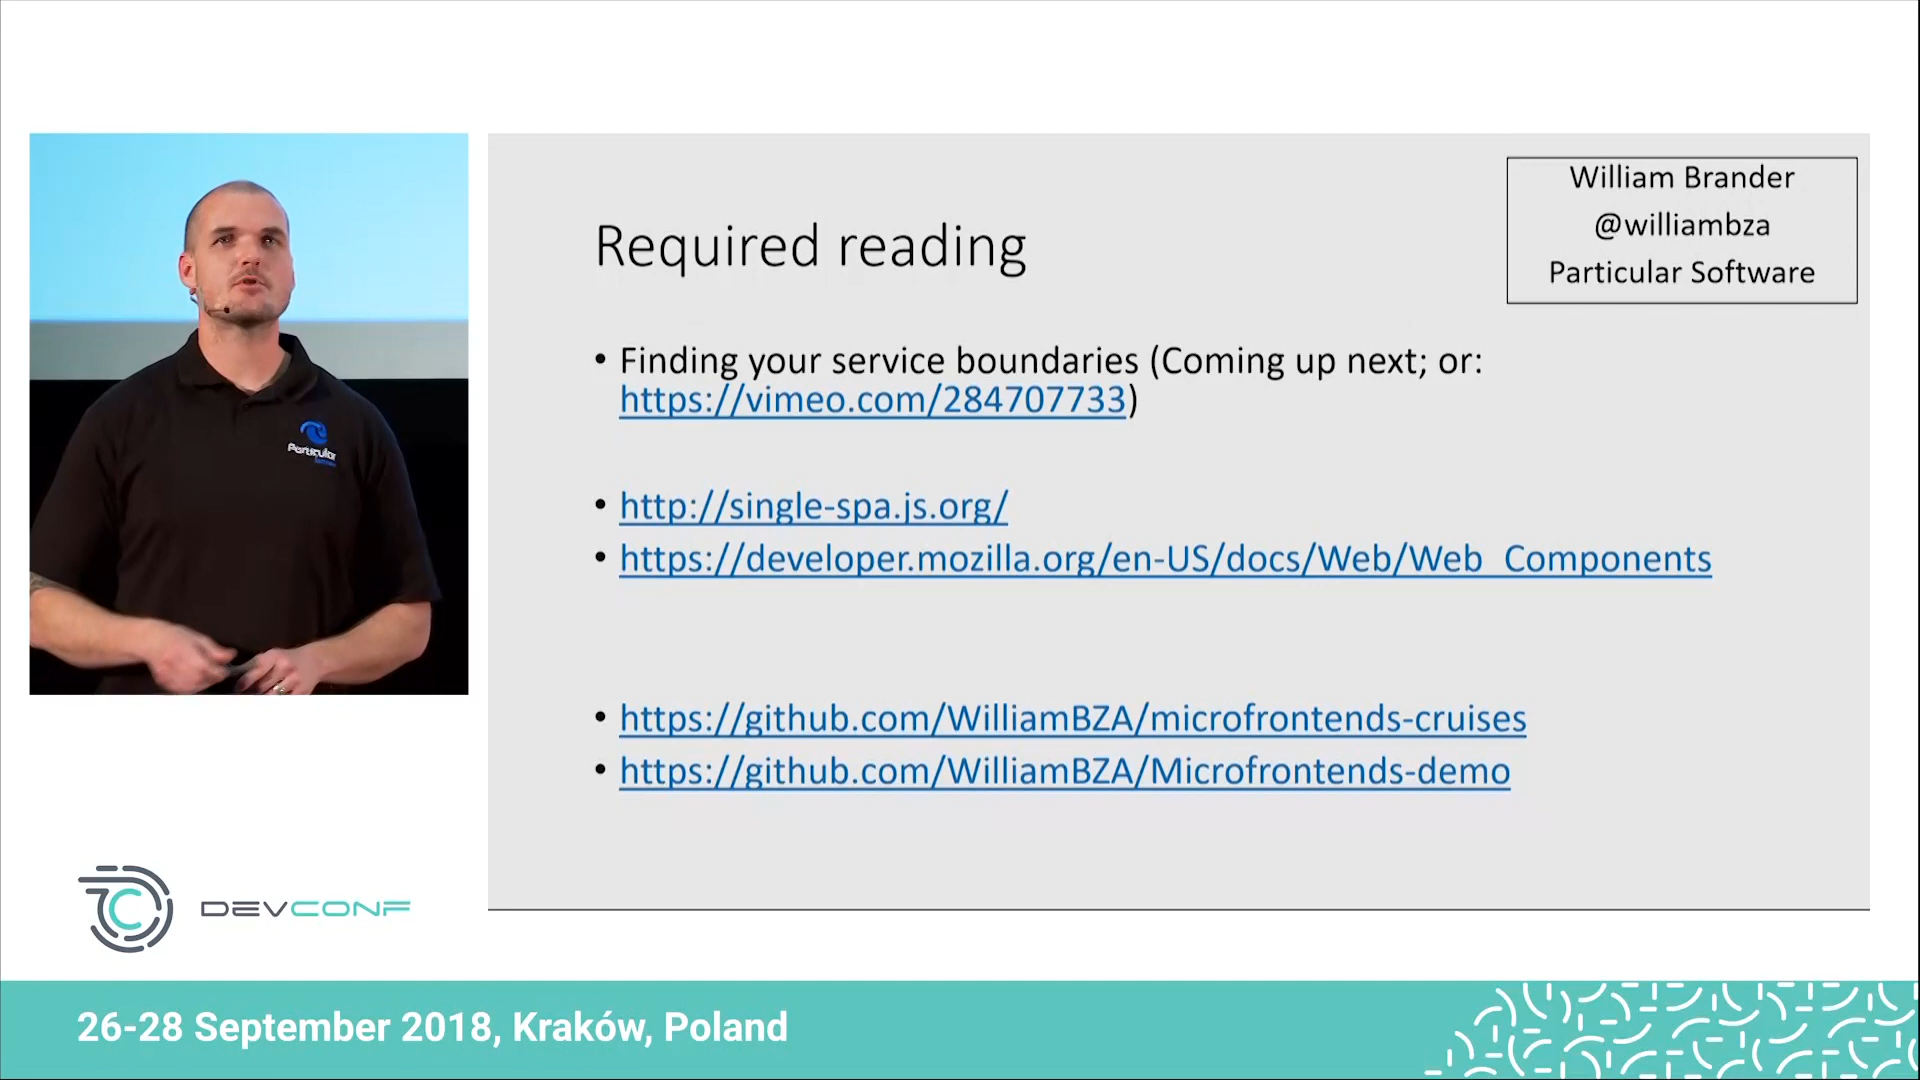 William Brander
@williambza
Particular Software
Required reading
• Finding your service boundaries (Coming up next; or:
https://vimeo.com/284707733)
• http://single-spa.js.org/
• https://developer.mozilla.org/en-US/docs/Web/Web_Components
• https://github.com/WilliamBZA/microfrontends-cruises
• https://github.com/WilliamBZA/Microfrontends-demo
Particular
DEVCONF
26-28 September 2018, Kraków, Poland